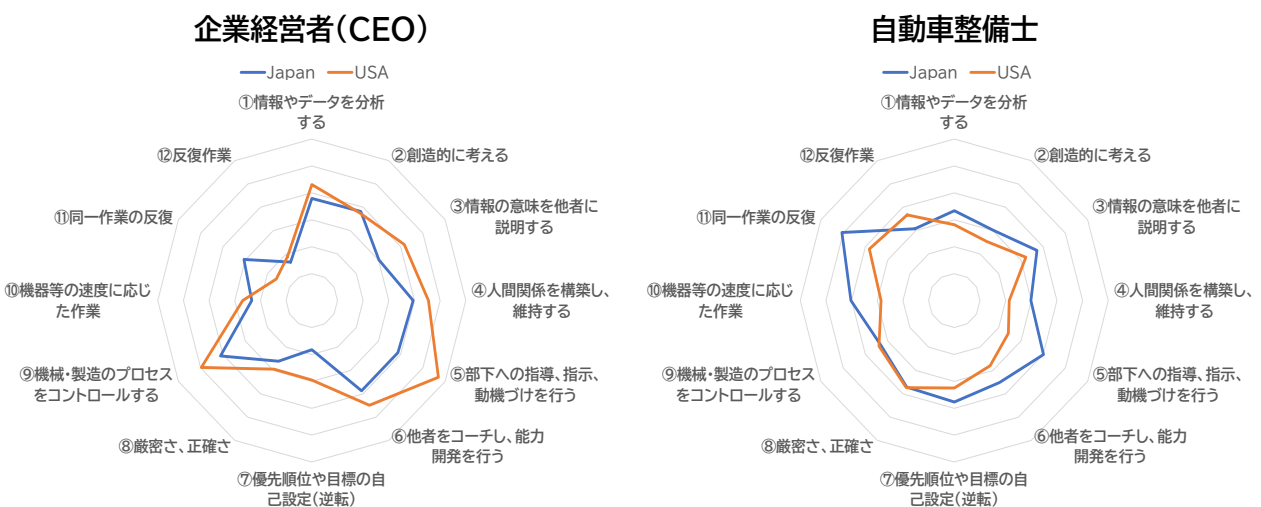 企業経営者(CEO)
Japan USA
①情報やデータを分析
する
②創造的に考える
③情報の意味を他者に
説明する
④人間関係を構築し、
維持する
⑤部下への指導、指示、
動機づけを行う
⑥他者をコーチし、能力
開発を行う
⑦優先順位や目標の自
己設定(逆転)
⑧厳密さ、正確さ
⑨機械・製造のプロセス
をコントロールする
⑩機器等の速度に応じ
た作業
⑪同一作業の反復
⑫反復作業
自動車整備士
Japan USA
①情報やデータを分析
する
②創造的に考える
③情報の意味を他者に
説明する
④人間関係を構築し、
維持する
⑤部下への指導、指示、
動機づけを行う
⑥他者をコーチし、能力
開発を行う
⑦優先順位や目標の自
己設定(逆転)
⑧厳密さ、正確さ
⑨機械・製造のプロセス
をコントロールする
⑩機器等の速度に応じ
た作業
⑪同一作業の反復
⑫反復作業